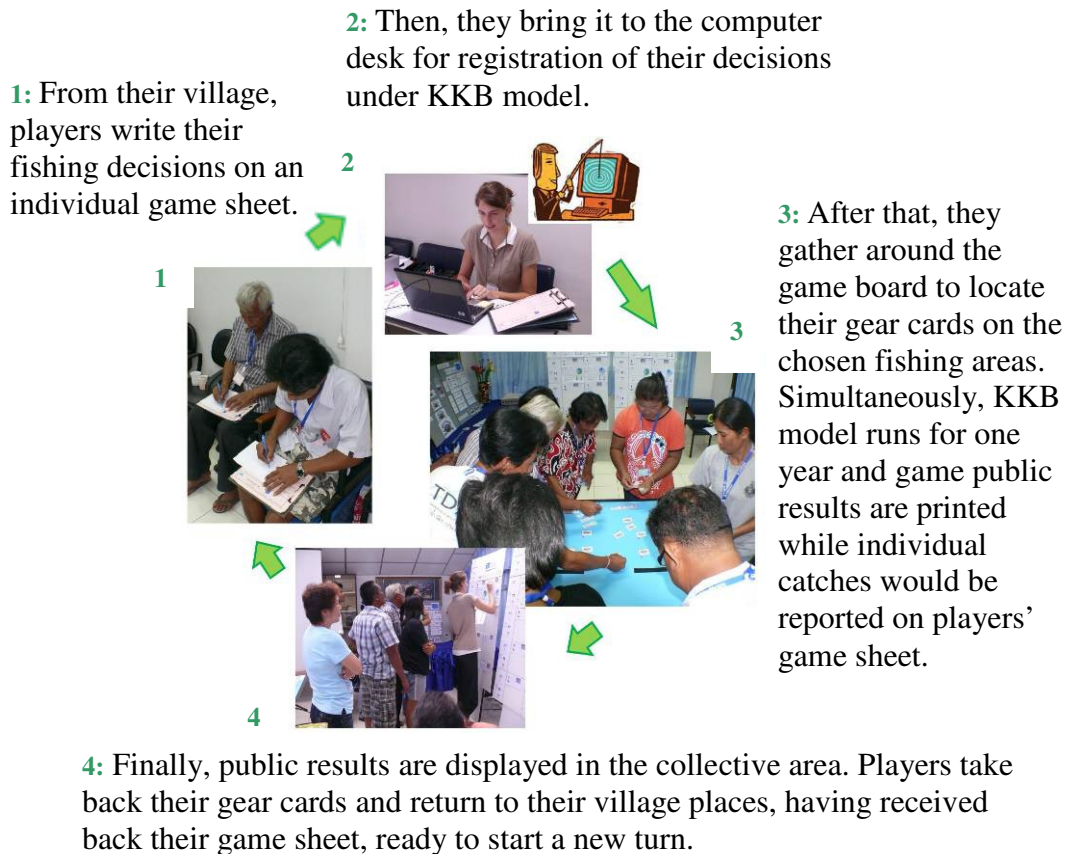 2: Then, they bring it to the computer
desk for registration of their decisions
under KKB model.
1: From their village,
players write their
fishing decisions on an
individual game sheet.
2
1
3: After that, they
gather around the
game board to locate
their gear cards on the
chosen fishing areas.
Simultaneously, KKB
model runs for one
year and game public
results are printed
while individual
catches would be
reported on players’
game sheet.
3
TD
4
4: Finally, public results are displayed in the collective area. Players take
back their gear cards and return to their village places, having received
back their game sheet, ready to start a new turn.